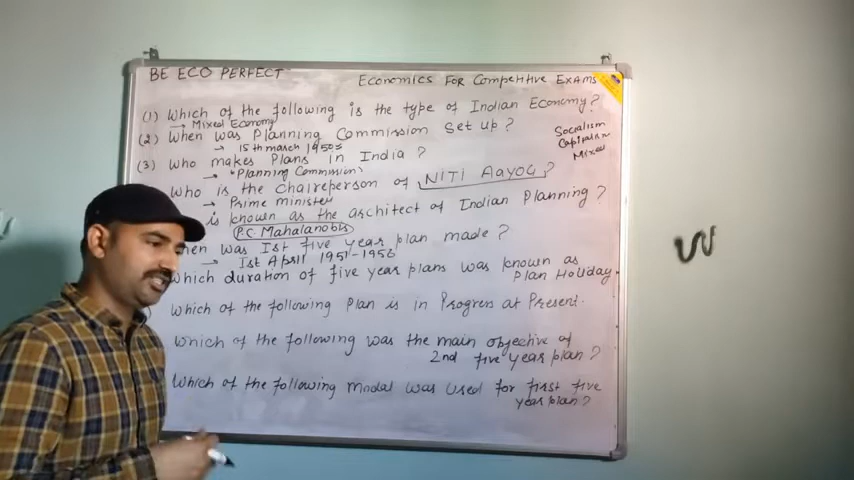 BE ECO PERFECT
Economics For Competitive Exams
(1) Which of the following is the type of Indian Economy?
→ Mixed Economy
Socialism
Capitalism
Mixed
(2) When was Planning Commission set up?
→ 15th march 1950s
(3) Who makes Plans in India?
→ "Planning Commission)
Who is the chaireperson of NITI Aayog?
→ Prime minister
is known as the architect of Indian Planning?
P.C Mahalanobis
hen was Ist five year plan made?
→ Ist April 1951-1956
Which duration of five year plans was known as
Plan Holiday.
Which of the following Plan is in Progress at Present.
Which of the following was the main objective of
2nd five year plan?
Which of the following modal was used for first five
year plan?